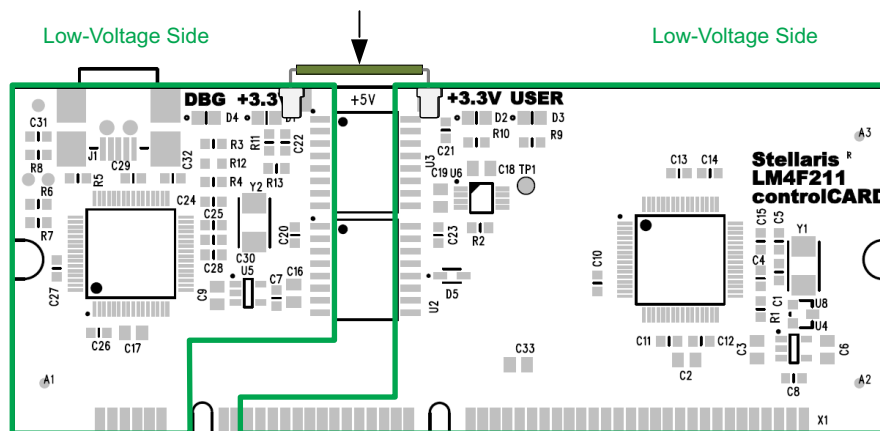 Low-Voltage Side
Low-Voltage Side
DBG +3.3V
+5V
+3.3V USER
D4
D1
D2
D3
C31
R8
J1
C29
R5
C32
R6
R7
C27
C26
C17
C24
R3
R12
R4
R11
C22
R13
Y2
C25
C28
C30
U5
C20
C9
C7
C16
U3
C21
R10
R9
C19
U6
C18
TP1
R2
C23
U2
D5
C33
C10
C13
C14
A3
Stellaris R
LM4F211
controlCARD
C15
C5
Y1
C4
C1
R1
U8
U4
C11
C12
C2
C3
C6
C8
A1
A2
X1